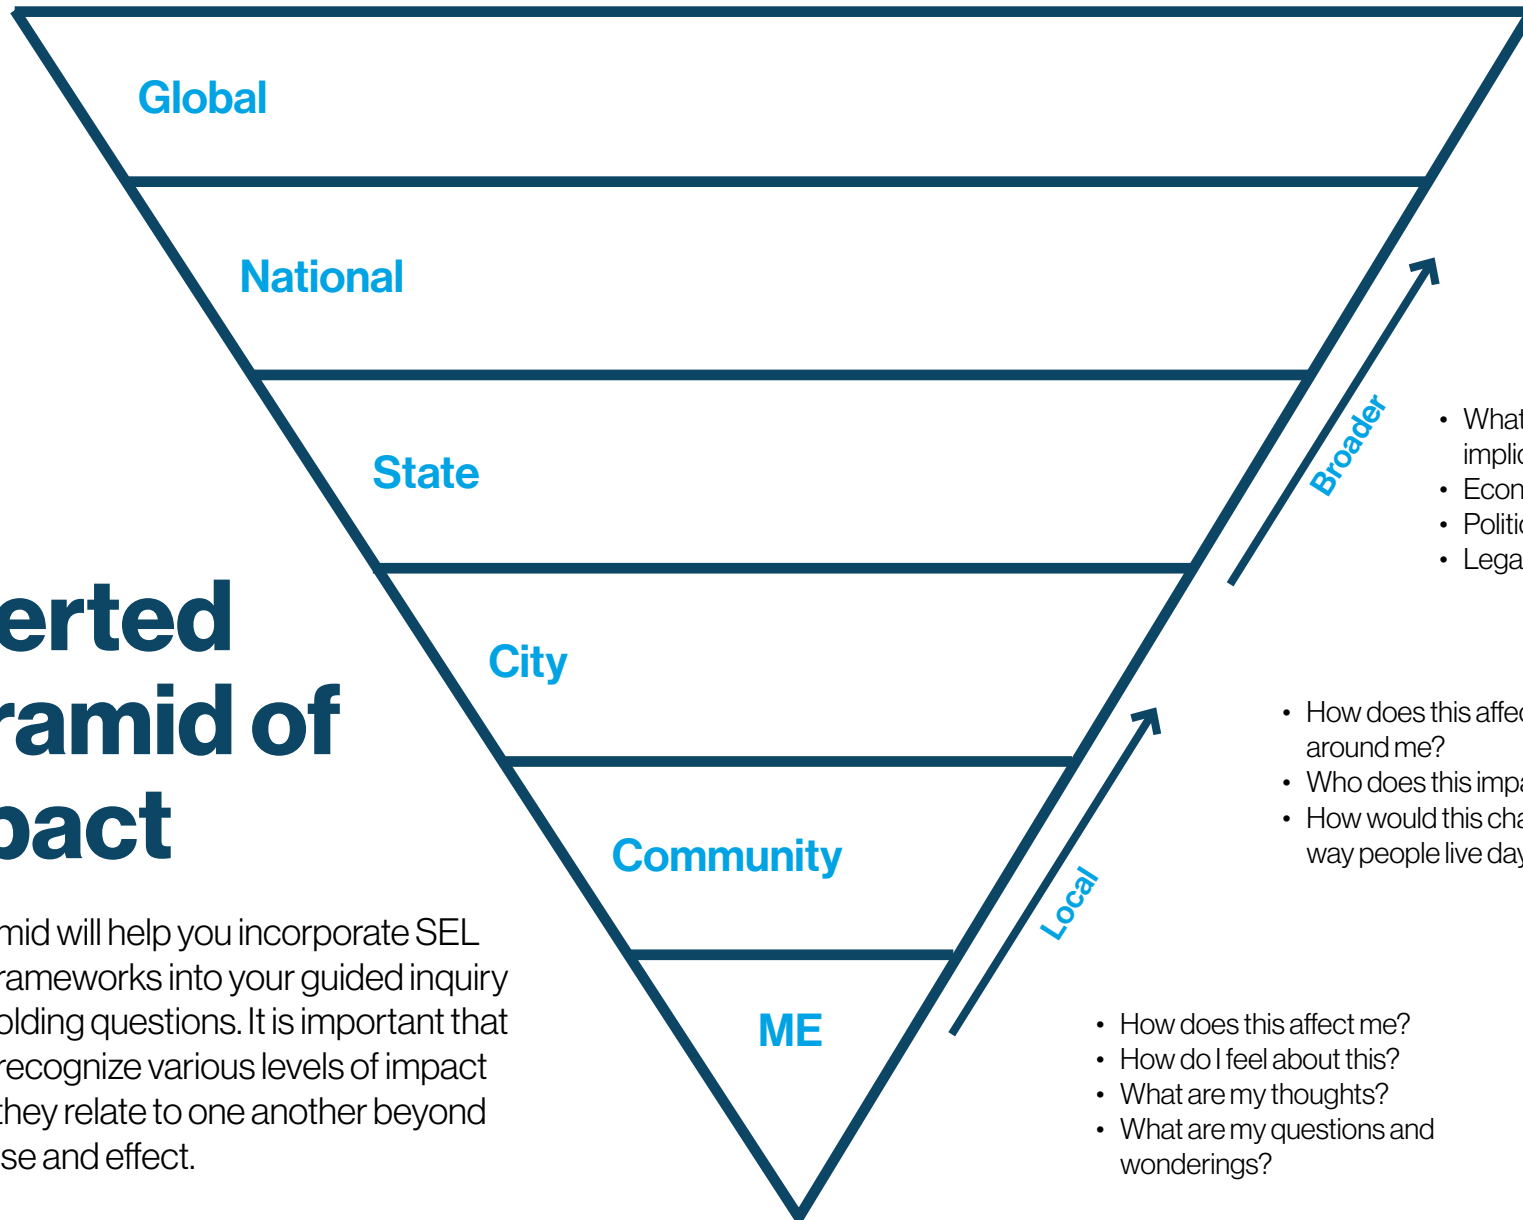 Global
National
State
City
Community
ME
Broader
Local
erted
ramid of
pact
mid will help you incorporate SEL
rameworks into your guided inquiry
olding questions. It is important that
recognize various levels of impact
they relate to one another beyond
se and effect.
• What
implic
• Econ
• Politic
• Lega
• How does this affec
around me?
• Who does this impa
• How would this cha
way people live day
• How does this affect me?
• How do I feel about this?
• What are my thoughts?
• What are my questions and
wonderings?